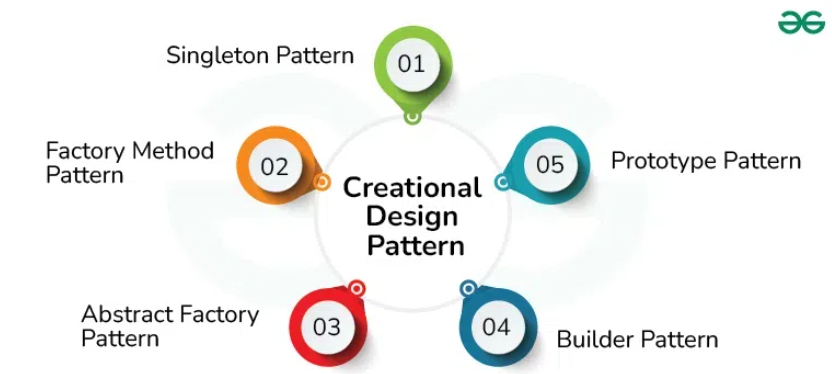 Singleton Pattern
01
Factory Method
Pattern
02
Creational
Design
Pattern
05
Prototype Pattern
Abstract Factory
Pattern
03
04
Builder Pattern